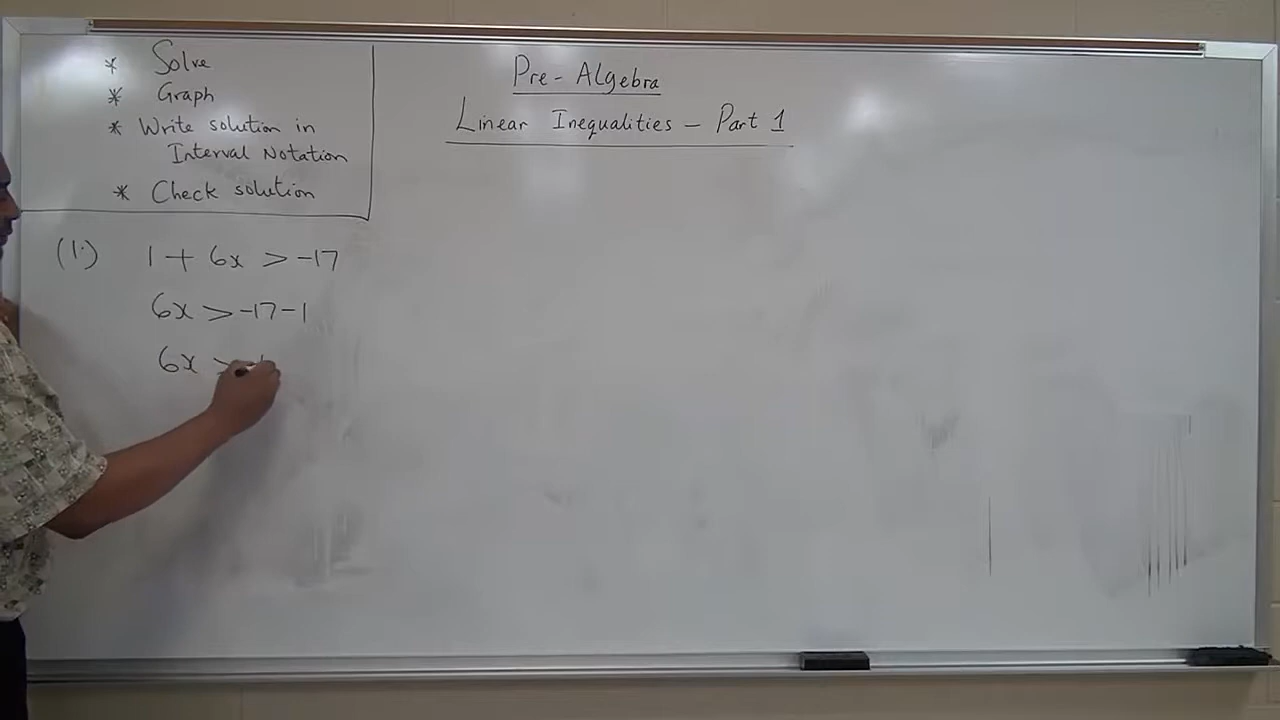 * Solve
* Graph
* Write solution in
Interval Notation
* Check solution
Pre-Algebra
Linear Inequalities - Part 1
(1.) 1 + 6x > -17
6x > -17-1
6x >